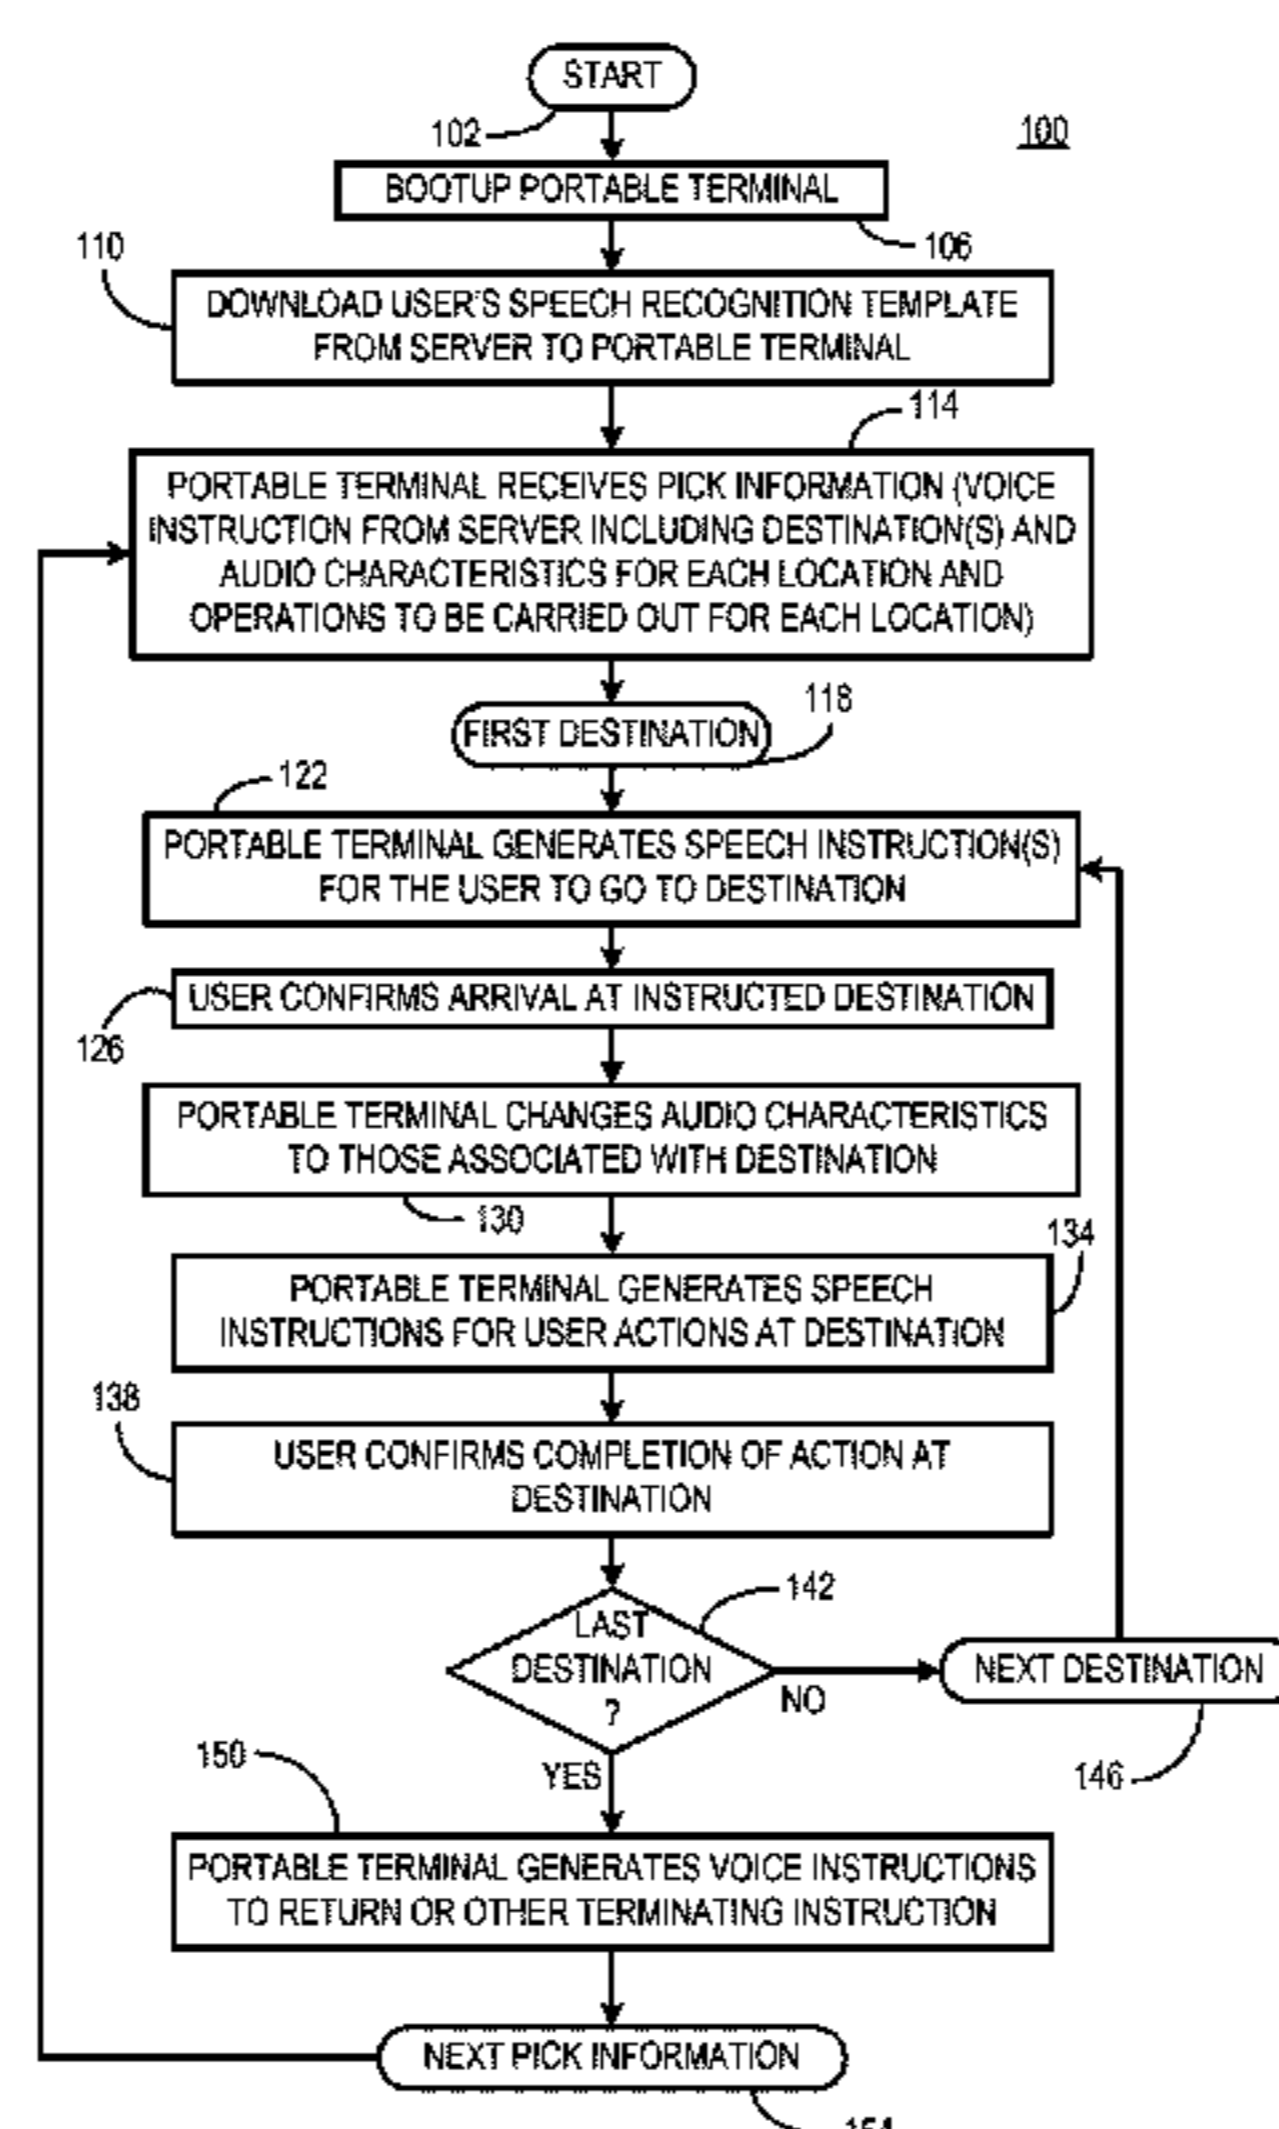 START
102
100
BOOTUP PORTABLE TERMINAL
106
110
DOWNLOAD USER'S SPEECH RECOGNITION TEMPLATE
FROM SERVER TO PORTABLE TERMINAL
114
PORTABLE TERMINAL RECEIVES PICK INFORMATION (VOICE
INSTRUCTION FROM SERVER INCLUDING DESTINATION(S) AND
AUDIO CHARACTERISTICS FOR EACH LOCATION AND
OPERATIONS TO BE CARRIED OUT FOR EACH LOCATION)
118
FIRST DESTINATION
122
PORTABLE TERMINAL GENERATES SPEECH INSTRUCTION(S)
FOR THE USER TO GO TO DESTINATION
USER CONFIRMS ARRIVAL AT INSTRUCTED DESTINATION
126
PORTABLE TERMINAL CHANGES AUDIO CHARACTERISTICS
TO THOSE ASSOCIATED WITH DESTINATION
130
134
PORTABLE TERMINAL GENERATES SPEECH
INSTRUCTIONS FOR USER ACTIONS AT DESTINATION
138
USER CONFIRMS COMPLETION OF ACTION AT
DESTINATION
142
LAST
DESTINATION
?
NO
NEXT DESTINATION
146
YES
150
PORTABLE TERMINAL GENERATES VOICE INSTRUCTIONS
TO RETURN OR OTHER TERMINATING INSTRUCTION
NEXT PICK INFORMATION